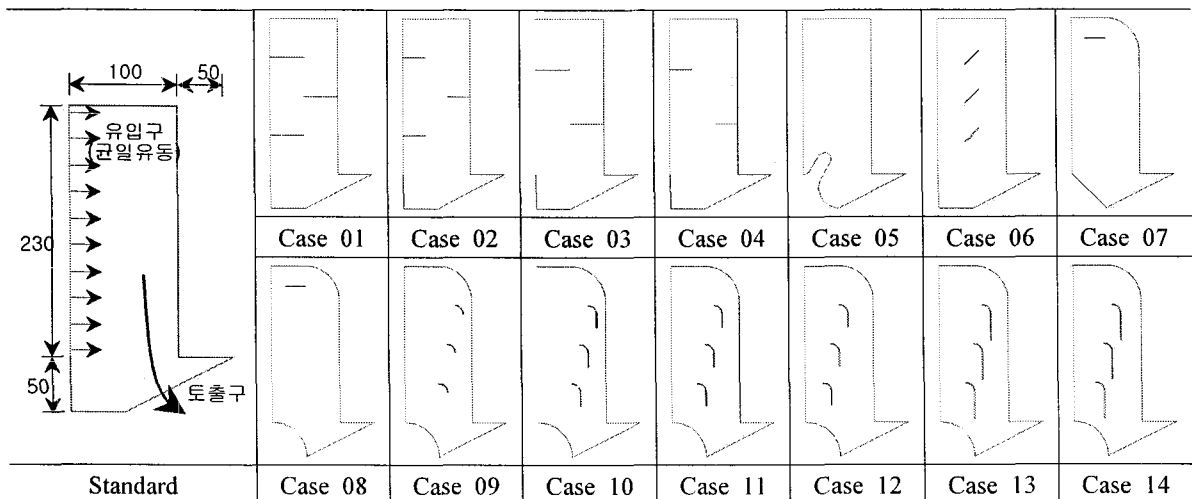 100
50
유입구
(균일유동)
230
50
토출구
Standard
Case 01
Case 02
Case 03
Case 04
Case 05
Case 06
Case 07
Case 08
Case 09
Case 10
Case 11
Case 12
Case 13
Case 14